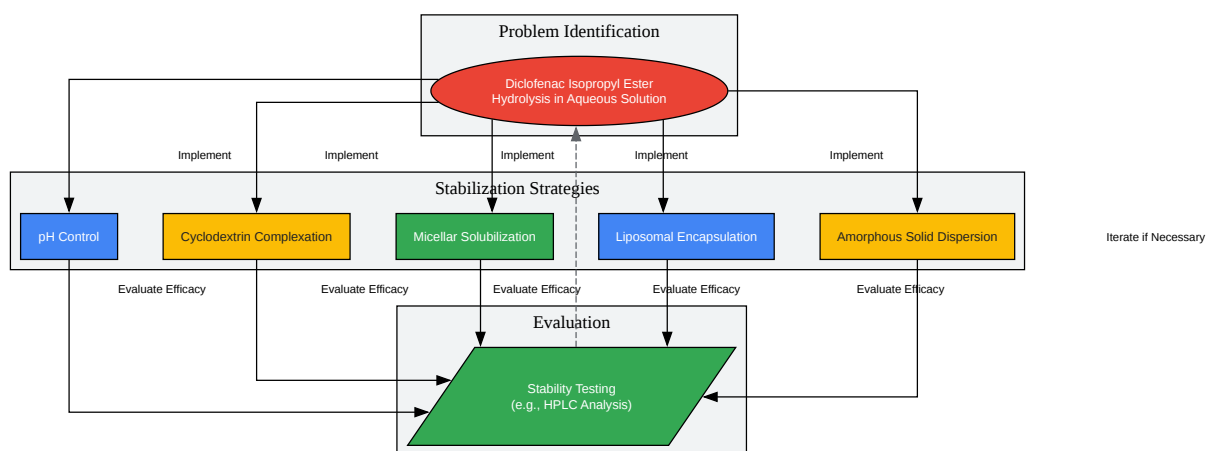 Problem Identification
Diclofenac Isopropyl Ester
Hydrolysis in Aqueous Solution
Implement
Implement
Implement
Implement
Implement
Stabilization Strategies
pH Control
Cyclodextrin Complexation
Micellar Solubilization
Liposomal Encapsulation
Amorphous Solid Dispersion
Iterate if Necessary
Evaluate Efficacy
Evaluate Efficacy
Evaluate Efficacy
Evaluate Efficacy
Evaluate Efficacy
Evaluation
Stability Testing
(e.g., HPLC Analysis)